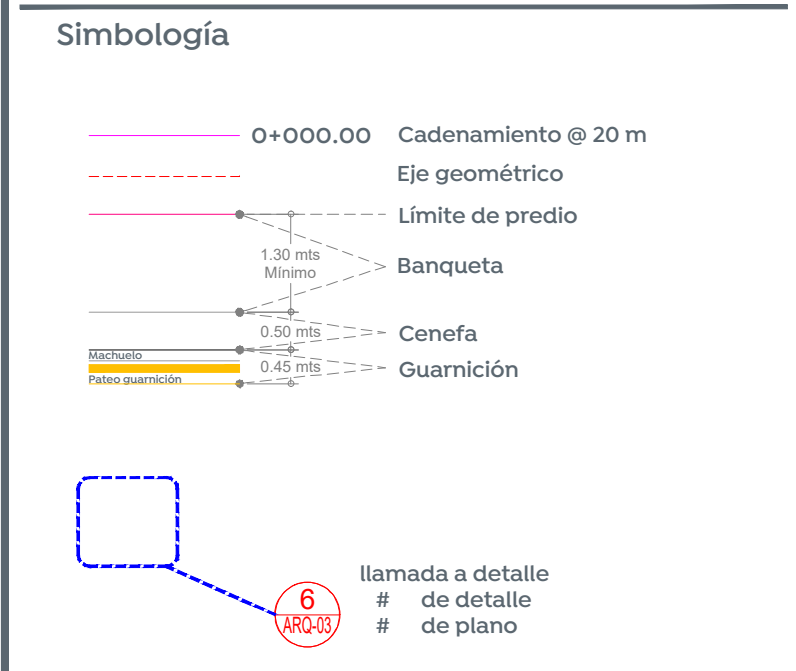 Simbología
0+000.00 Cadenamiento @ 20 m
Eje geométrico
Límite de predio
1.30 mts
Mínimo
Banqueta
0.50 mts
Cenefa
Machuelo
0.45 mts
Guarnición
Pateo guarnición
llamada a detalle
6 # de detalle
ARQ-03 # de plano